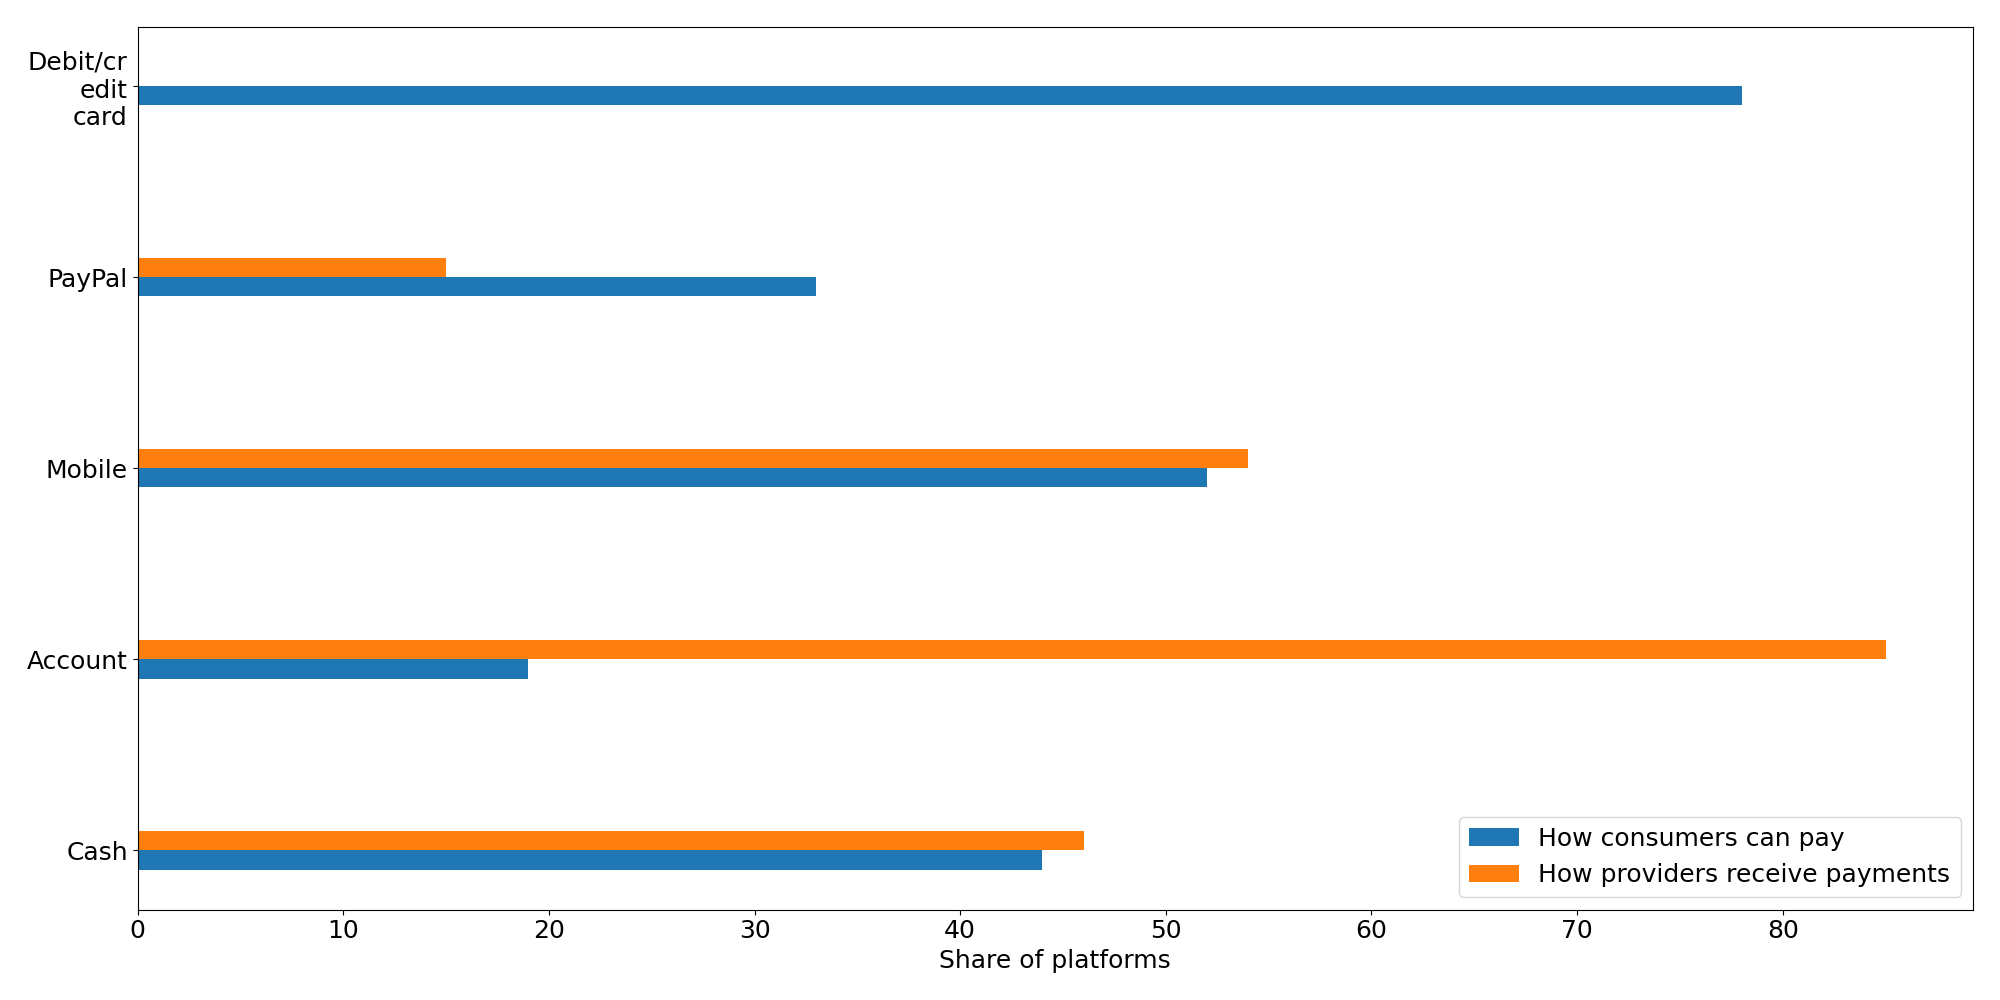 Debit/cr
edit
card
PayPal
Mobile
Account
Cash
How consumers can pay
How providers receive payments
0 10 20 30 40 50 60 70 80
Share of platforms